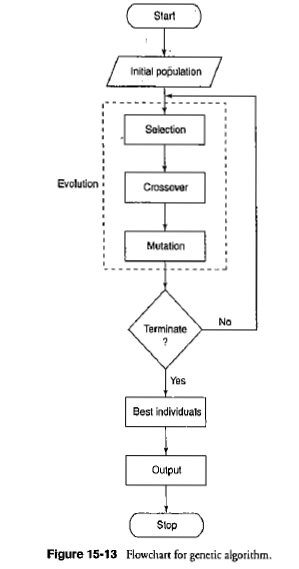 Start
Initial population
Selection
Evolution
Crossover
Mutation
Terminate
?
No
Yes
Best individuals
Output
Stop
Figure 15-13 Flowchart for genetic algorithm.